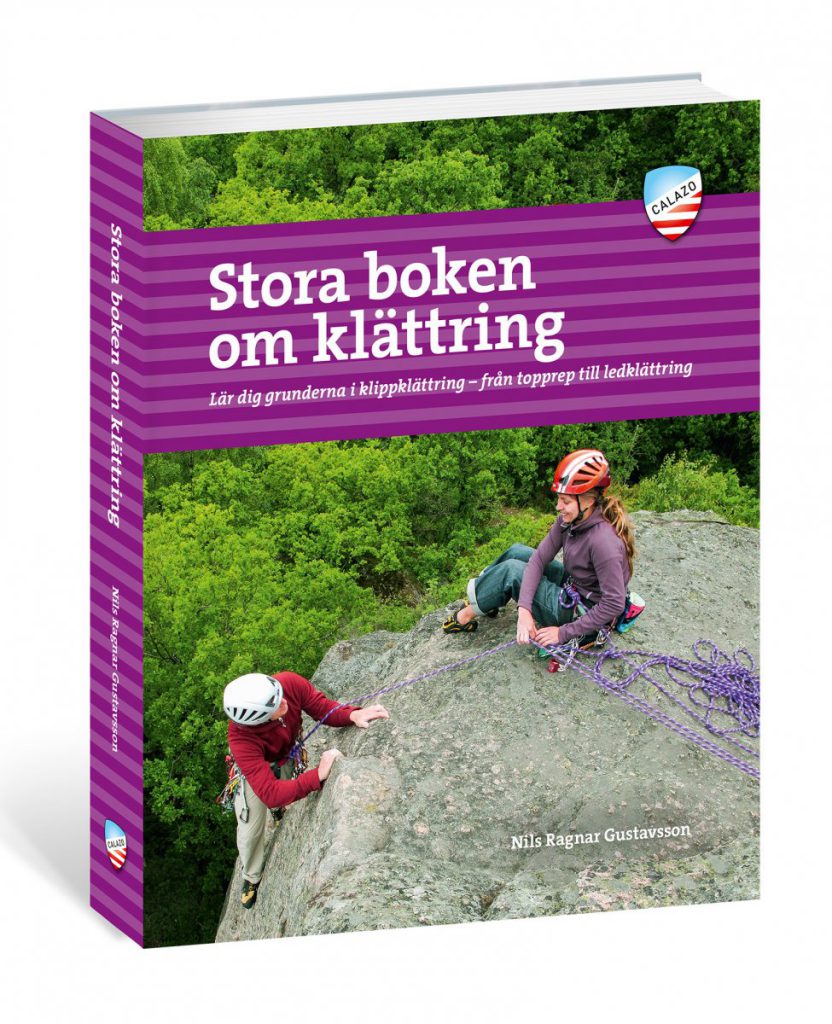 Stora boken om klättring
Nils Ragnar Gustavsson
CALAZO
CALAZO
Stora boken
om klättring
Lär dig grunderna i klippklättring – från topprep till ledklättring
Nils Ragnar Gustavsson